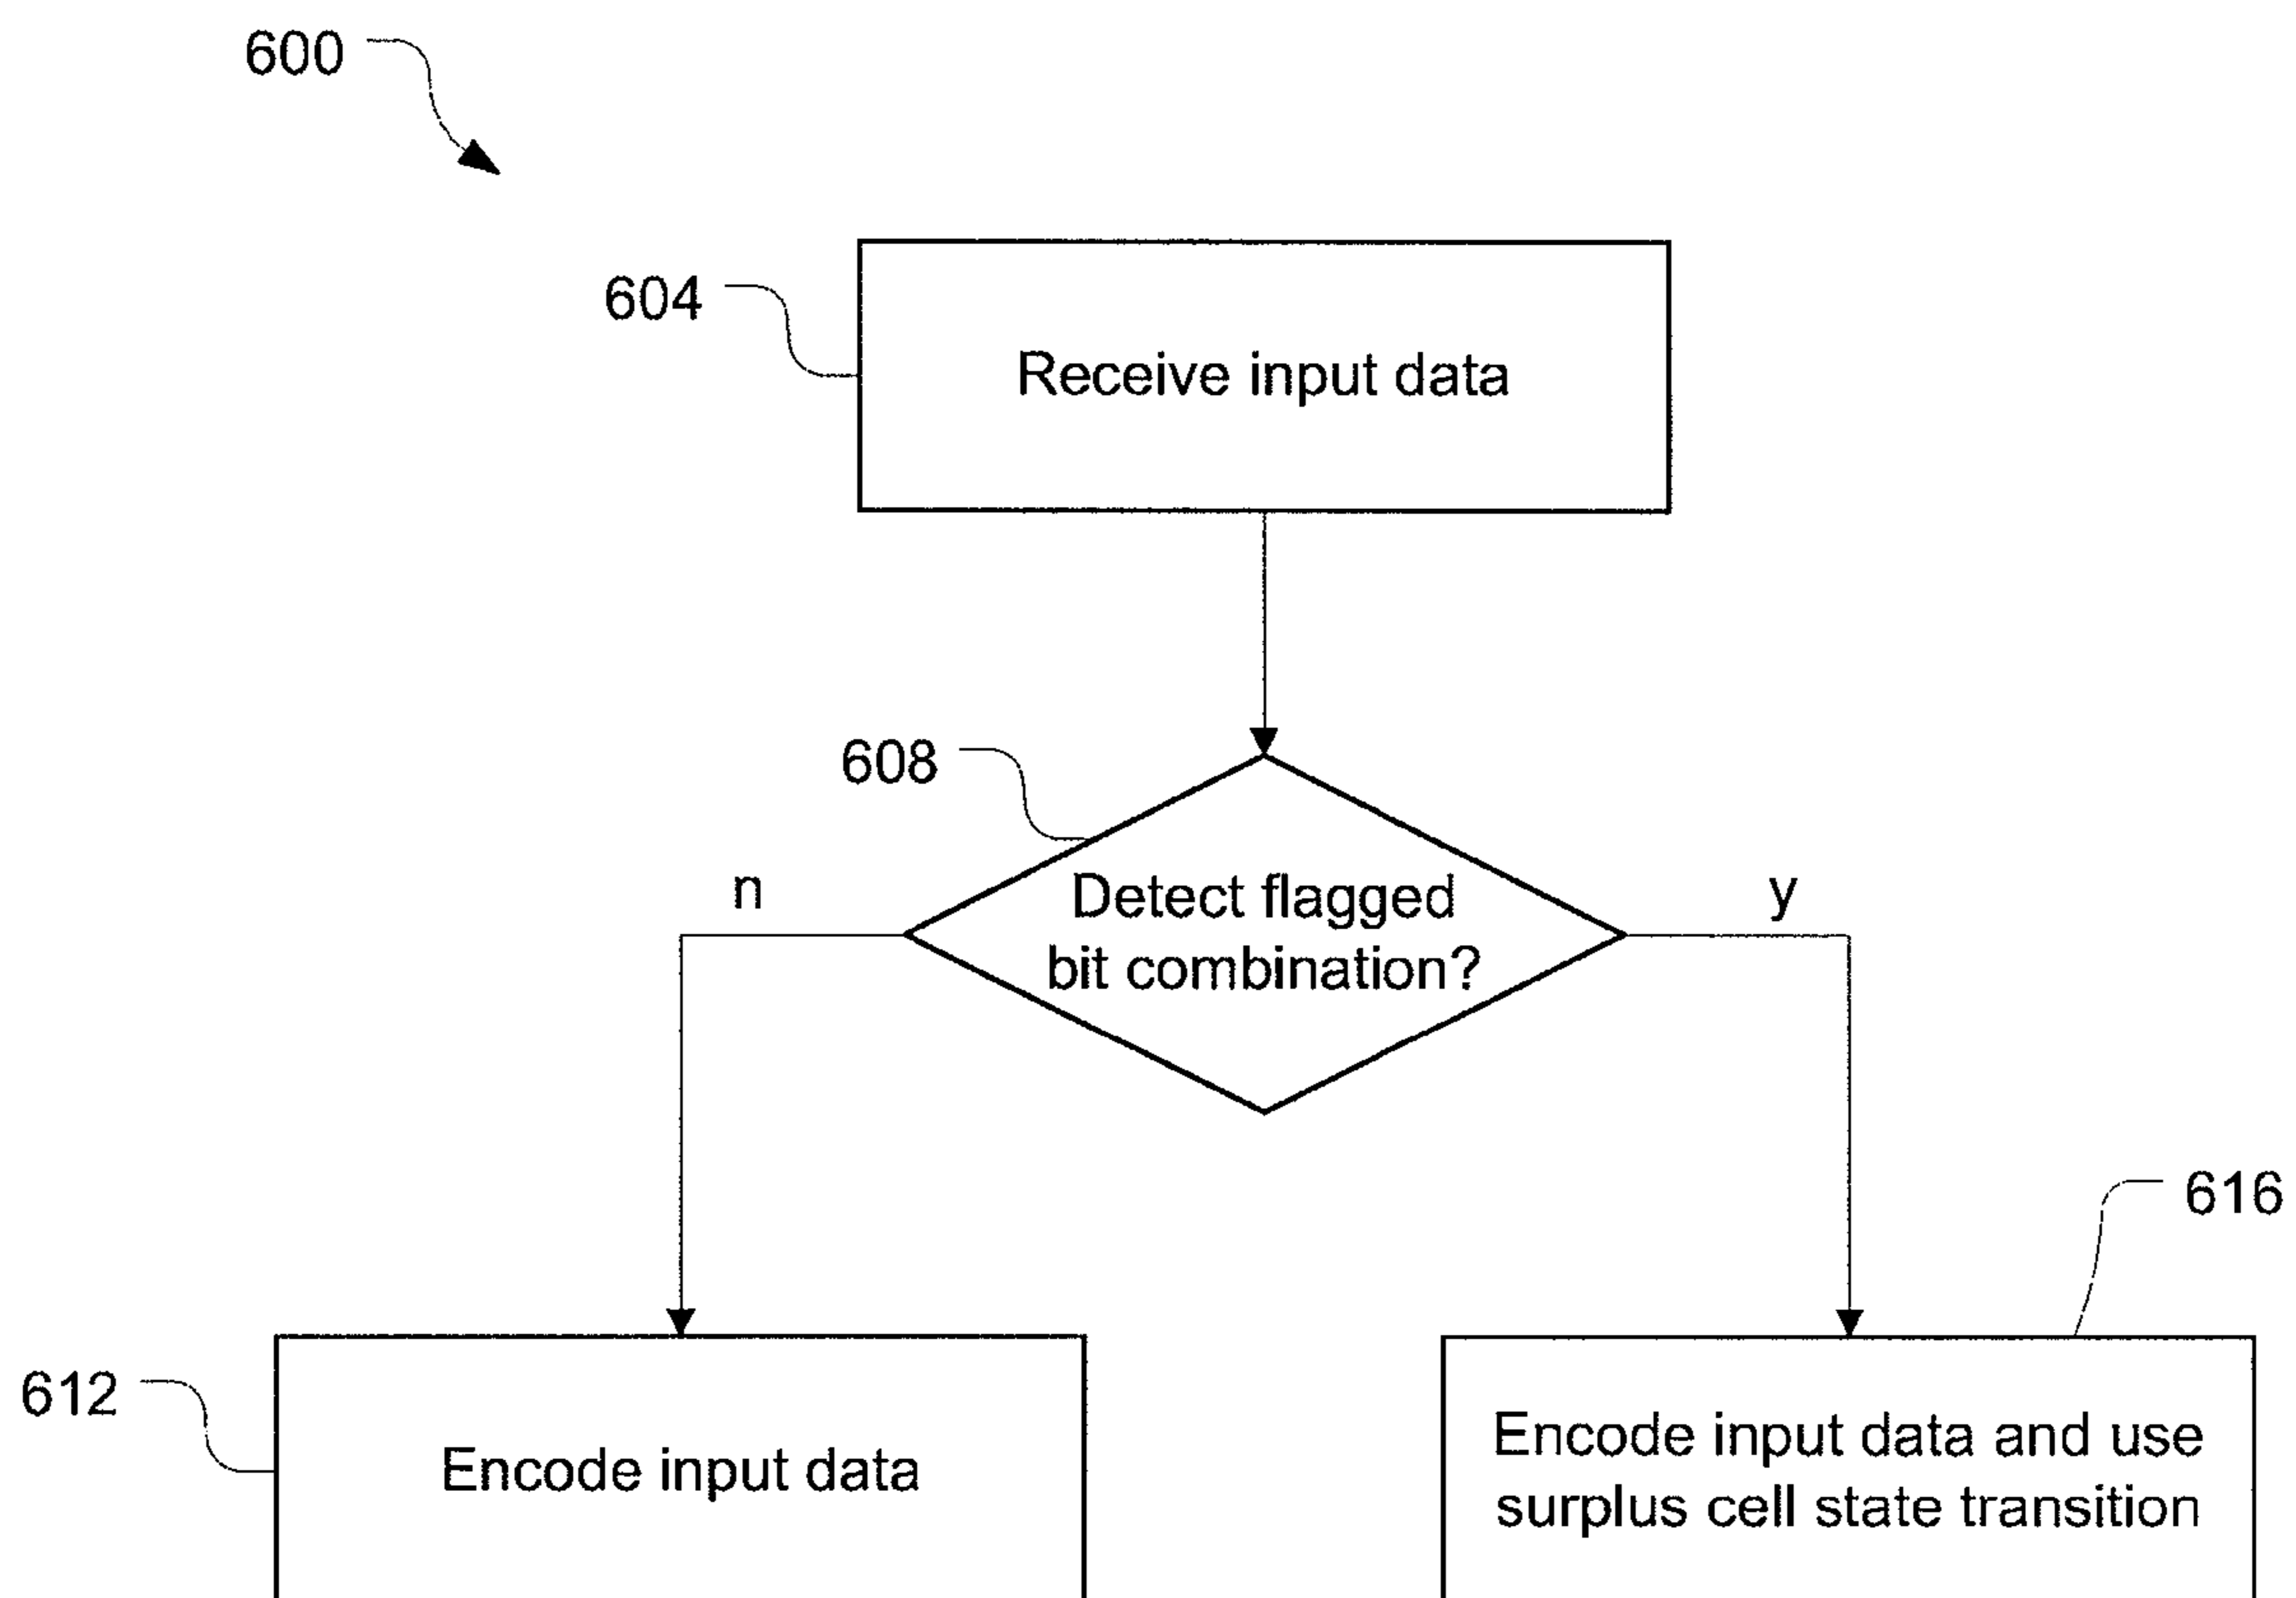 600
604
Receive input data
608
Detect flagged
bit combination?
n
y
616
612
Encode input data
Encode input data and use
surplus cell state transition